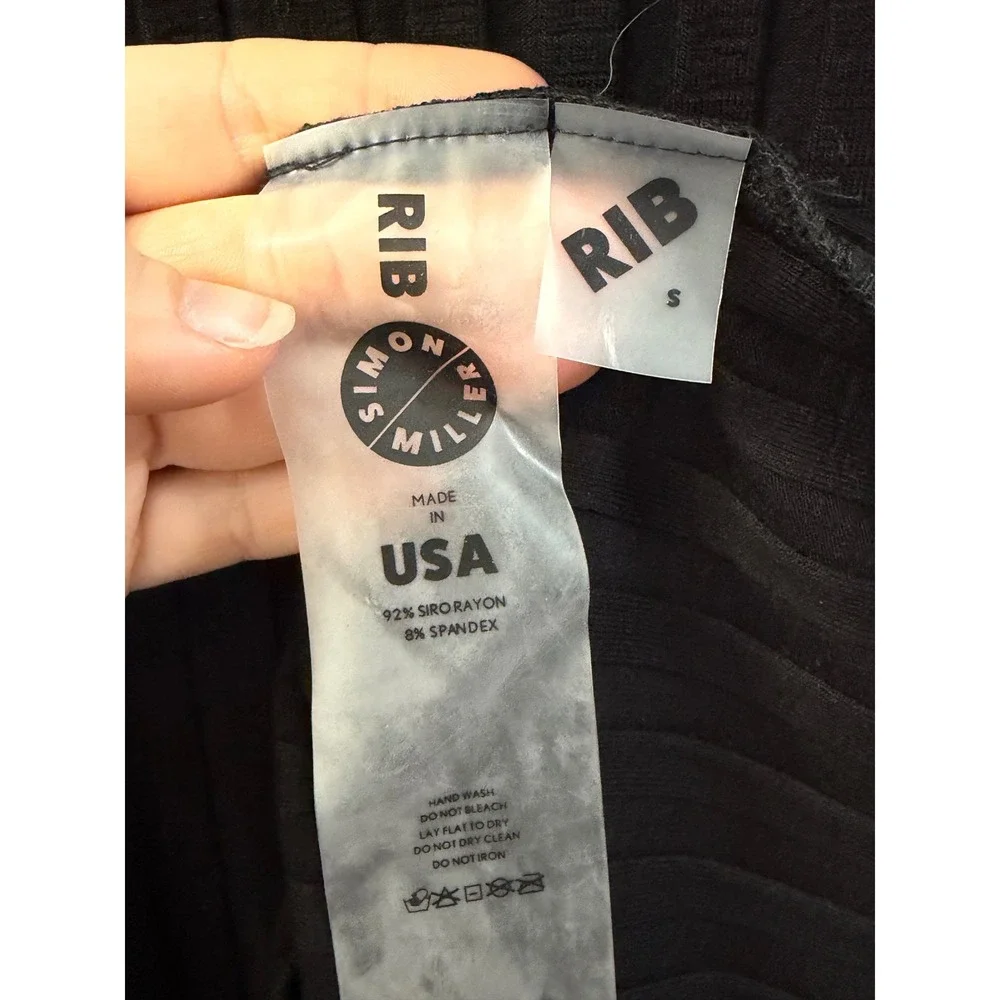 RIB
SIMON
MILLER
MADE
IN
USA
92% SIRO RAYON
8% SPANDEX
HAND WASH
DO NOT BLEACH
LAY FLAT TO DRY
DO NOT DRY CLEAN
DO NOT IRON
RIB
S